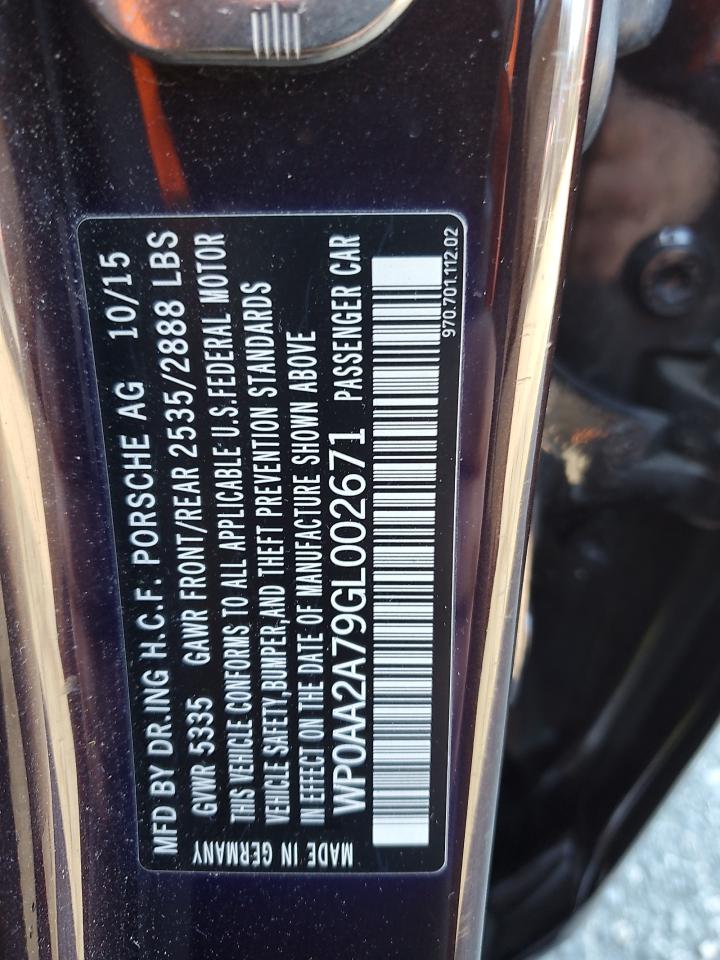 MFD BY DR.ING H.C.F. PORSCHE AG 10/15
GVWR 5335 GAWR FRONT/REAR 2535/2888 LBS
THIS VEHICLE CONFORMS TO ALL APPLICABLE U.S.FEDERAL MOTOR
VEHICLE SAFETY,BUMPER,AND THEFT PREVENTION STANDARDS
IN EFFECT ON THE DATE OF MANUFACTURE SHOWN ABOVE
WP0AA2A79GL002671 PASSENGER CAR
MADE IN GERMANY
970.701.112.02